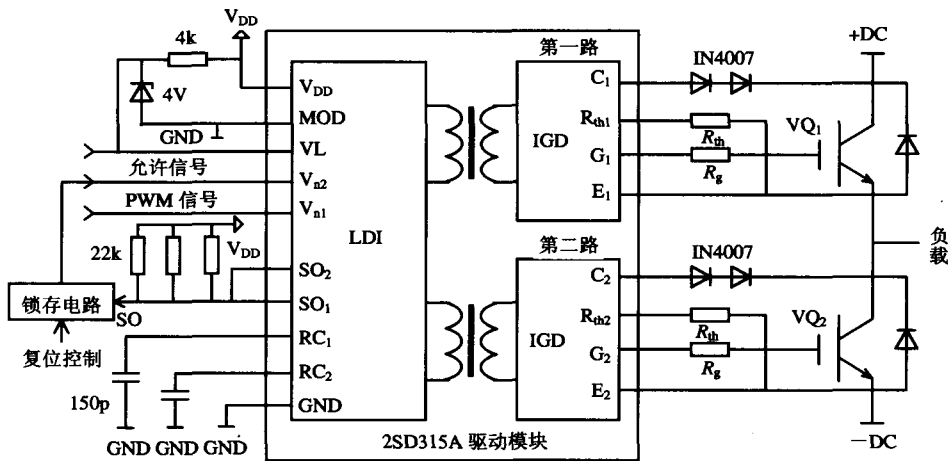 V_DD
4k
4V
GND
允许信号
PWM 信号
V_DD
22k
锁存电路
SO
复位控制
150p
GND GND GND
V_DD
MOD
VL
V_n2
V_n1
LDI
SO_2
SO_1
RC_1
RC_2
GND
第一路
IGD
C_1
R_th1
G_1
E_1
第二路
IGD
C_2
R_th2
G_2
E_2
2SD315A 驱动模块
IN4007
R_th
R_g
VQ_1
+DC
负载
IN4007
R_th
R_g
VQ_2
—DC